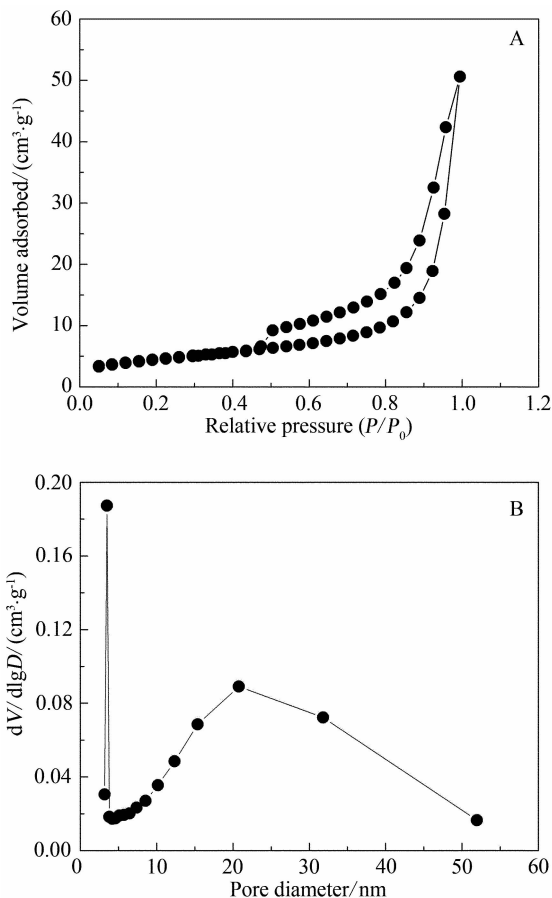 60
A
50
40
30
20
10
0
Volume adsorbed/(cm³·g⁻¹)
0.0 0.2 0.4 0.6 0.8 1.0 1.2
Relative pressure (P/P₀)
0.20
B
0.16
0.12
0.08
0.04
0.00
dV/dlgD/(cm³·g⁻¹)
0 10 20 30 40 50 60
Pore diameter/nm